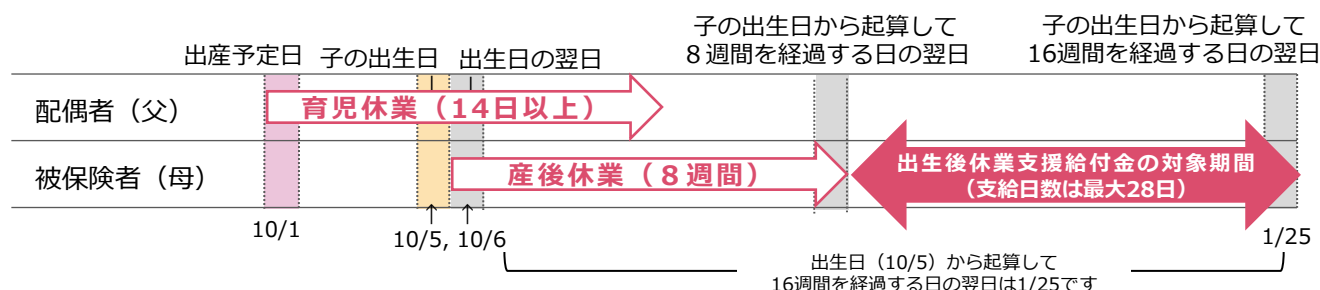 出産予定日
子の出生日
出生日の翌日
子の出生日から起算して
８週間を経過する日の翌日
子の出生日から起算して
16週間を経過する日の翌日
配偶者（父）
育児休業（14日以上）
被保険者（母）
産後休業（８週間）
出生後休業支援給付金の対象期間
（支給日数は最大28日）
10/1
10/5, 10/6
1/25
出生日（10/5）から起算して
16週間を経過する日の翌日は1/25です